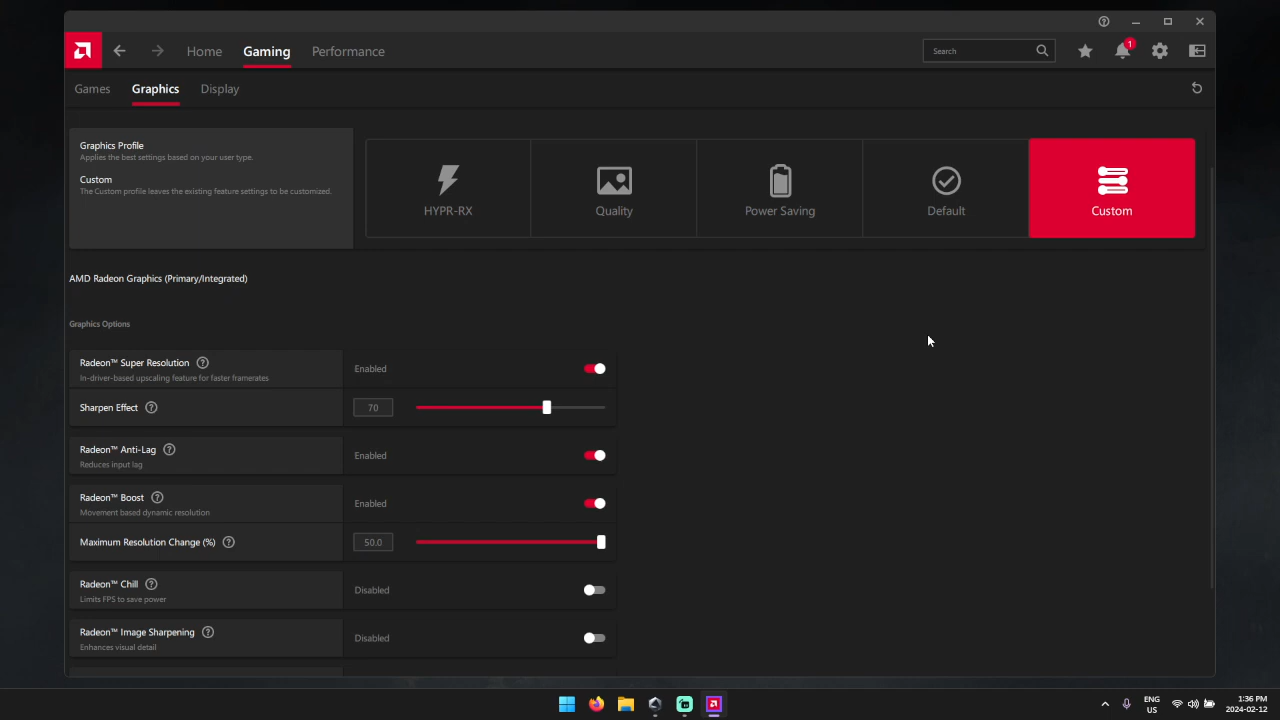 Home Gaming Performance
Search
1
Games Graphics Display
Graphics Profile
Applies the best settings based on your user type.
Custom
The Custom profile leaves the existing feature settings to be customized.
HYPR-RX
Quality
Power Saving
Default
Custom
AMD Radeon Graphics (Primary/Integrated)
Graphics Options
Radeon™ Super Resolution
In-driver-based upscaling feature for faster framerates
Enabled
Sharpen Effect
70
Radeon™ Anti-Lag
Reduces input lag
Enabled
Radeon™ Boost
Movement based dynamic resolution
Enabled
Maximum Resolution Change (%)
50.0
Radeon™ Chill
Limits FPS to save power
Disabled
Radeon™ Image Sharpening
Enhances visual detail
Disabled
ENG
US
1:36 PM
2024-02-12